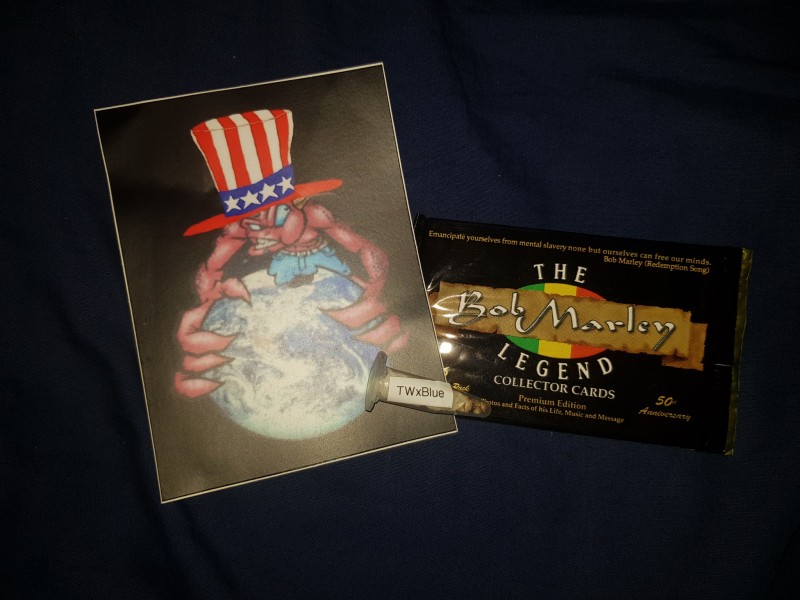 Emancipate yourselves from mental slavery none but ourselves can free our minds.
Bob Marley (Redemption Song)
THE
Bob Marley
LEGEND
COLLECTOR CARDS
Premium Edition
and Facts of his Life, Music and Message
50th
Anniversary
TWxBlue